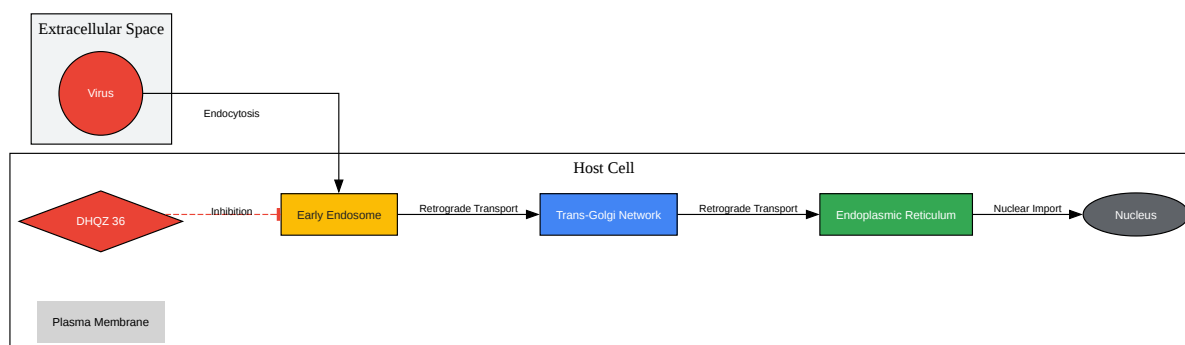 Extracellular Space
Virus
Endocytosis
Host Cell
DHQZ 36
Inhibition
Early Endosome
Retrograde Transport
Trans-Golgi Network
Retrograde Transport
Endoplasmic Reticulum
Nuclear Import
Nucleus
Plasma Membrane